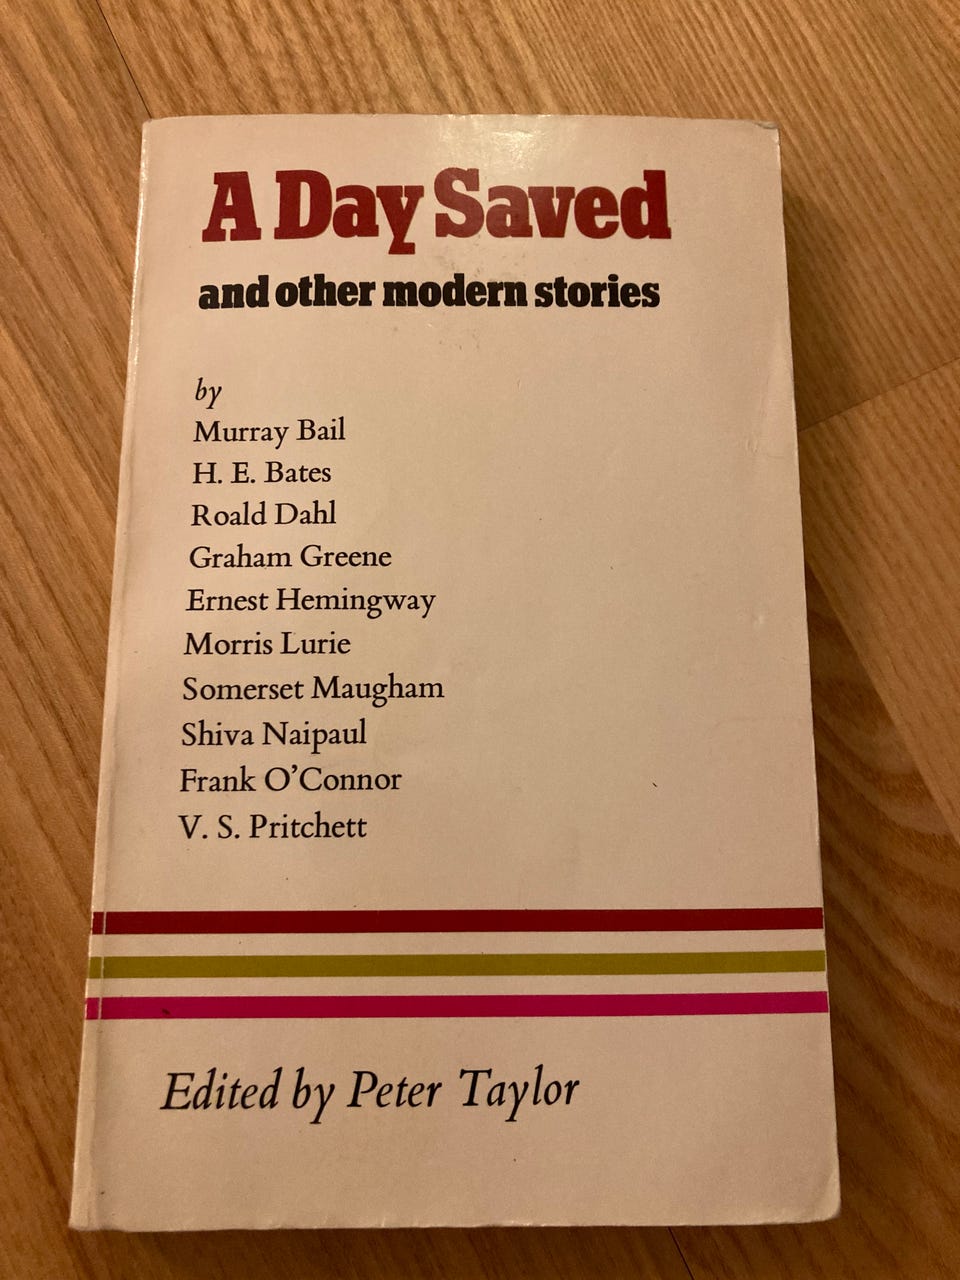 A Day Saved
and other modern stories
by
Murray Bail
H. E. Bates
Roald Dahl
Graham Greene
Ernest Hemingway
Morris Lurie
Somerset Maugham
Shiva Naipaul
Frank O'Connor
V. S. Pritchett
Edited by Peter Taylor